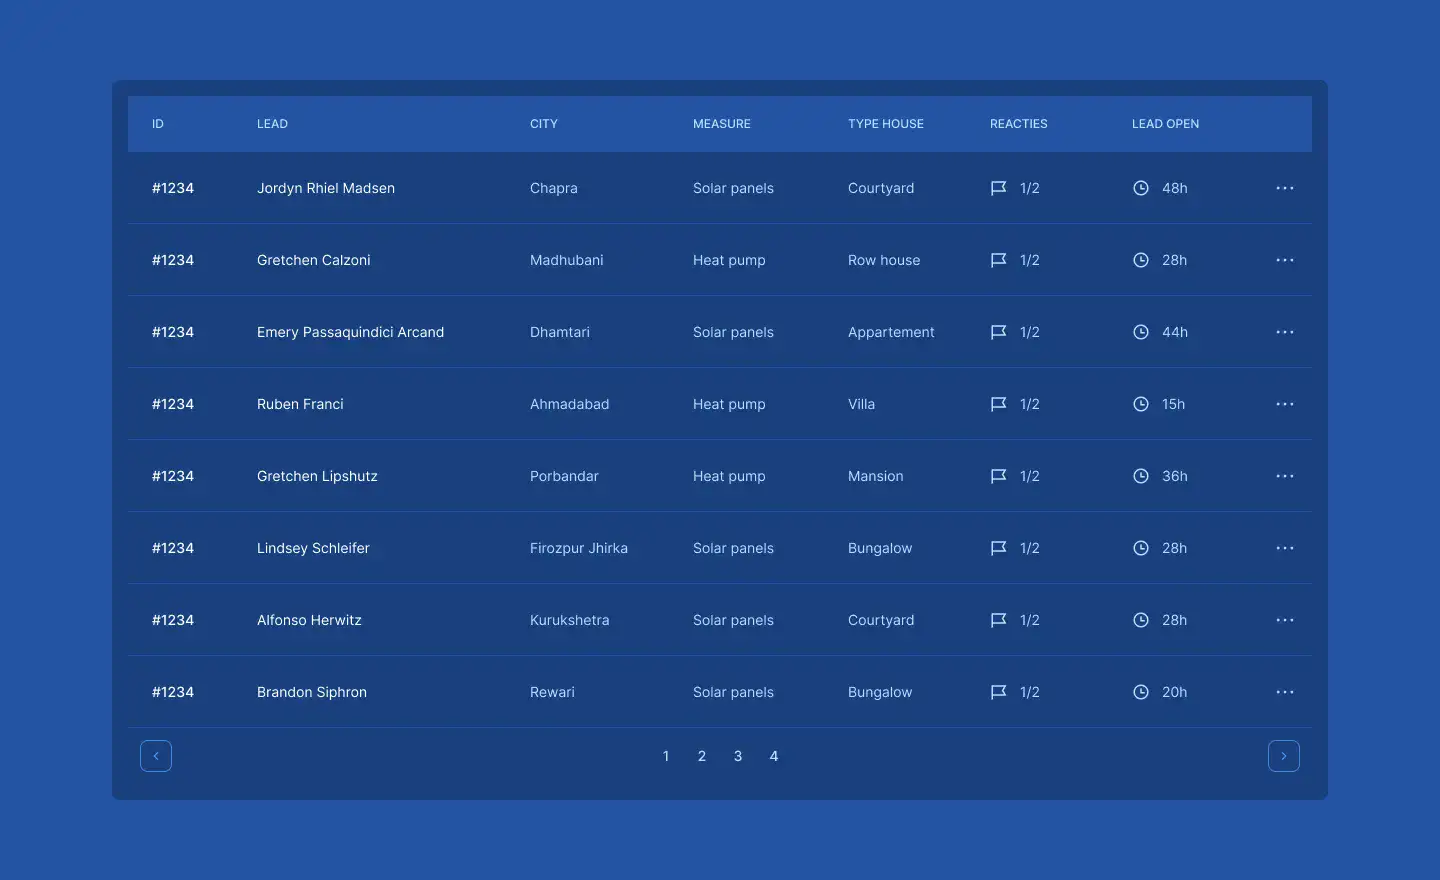 ID LEAD CITY MEASURE TYPE HOUSE REACTIES LEAD OPEN
#1234 Jordyn Rhiel Madsen Chapra Solar panels Courtyard 1/2 48h
#1234 Gretchen Calzoni Madhubani Heat pump Row house 1/2 28h
#1234 Emery Passaquindici Arcand Dhamtari Solar panels Appartement 1/2 44h
#1234 Ruben Franci Ahmadabad Heat pump Villa 1/2 15h
#1234 Gretchen Lipshutz Porbandar Heat pump Mansion 1/2 36h
#1234 Lindsey Schleifer Firozpur Jhirka Solar panels Bungalow 1/2 28h
#1234 Alfonso Herwitz Kurukshetra Solar panels Courtyard 1/2 28h
#1234 Brandon Siphron Rewari Solar panels Bungalow 1/2 20h
1 2 3 4